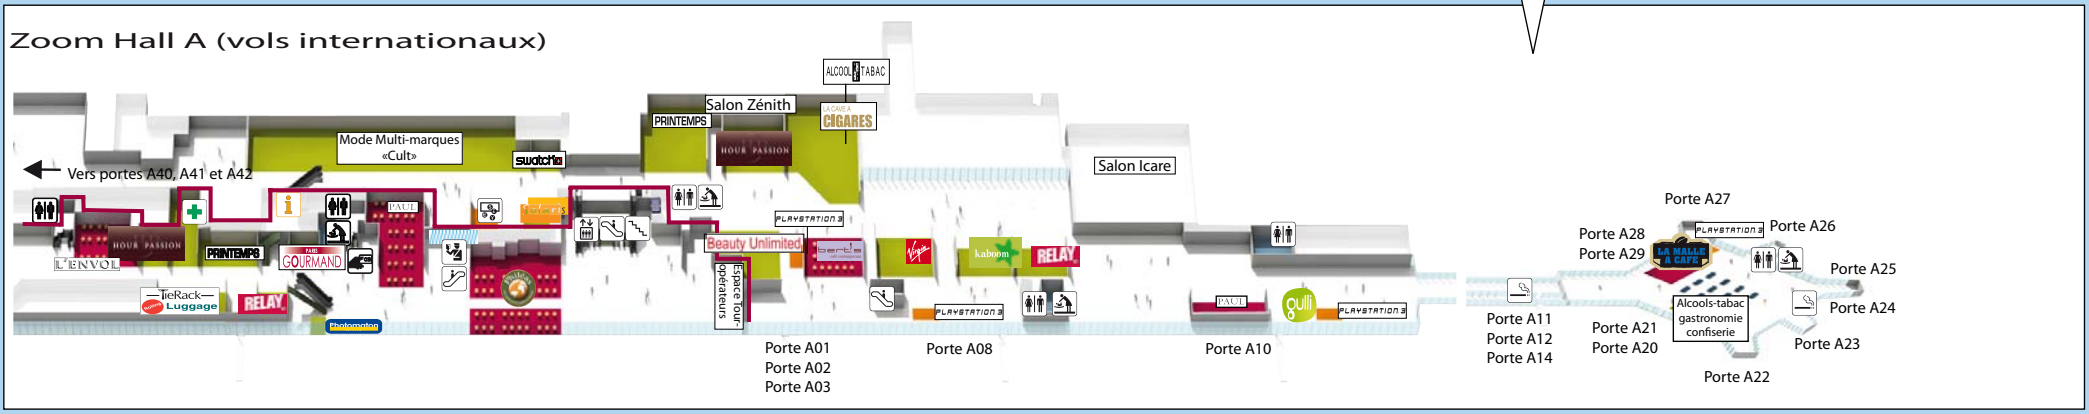 Zoom Hall A (vols internationaux)
ALCOOL TABAC
Salon Zénith
LA CAVE A
CIGARES
PRINTEMPS
HOUR PASSION
Mode Multi-marques
«Cult»
swatch
Salon Icare
Vers portes A40, A41 et A42
PAUL
HOUR PASSION
PRINTEMPS
PARIS
GOURMAND
L'ENVOL
TieRack
Luggage
RELAY
Photomaton
PLAYSTATION 3
Beauty Unlimited
bert's
Virgin
kaboom
RELAY
Espace Tour-
opérateurs
PLAYSTATION 3
PAUL
gulli
PLAYSTATION 3
Porte A01
Porte A02
Porte A03
Porte A08
Porte A10
Porte A11
Porte A12
Porte A14
Porte A27
PLAYSTATION 3
Porte A26
Porte A28
Porte A29
LA MALLE
A CAFE
Porte A25
Porte A24
Alcools-tabac
gastronomie
confiserie
Porte A21
Porte A20
Porte A23
Porte A22